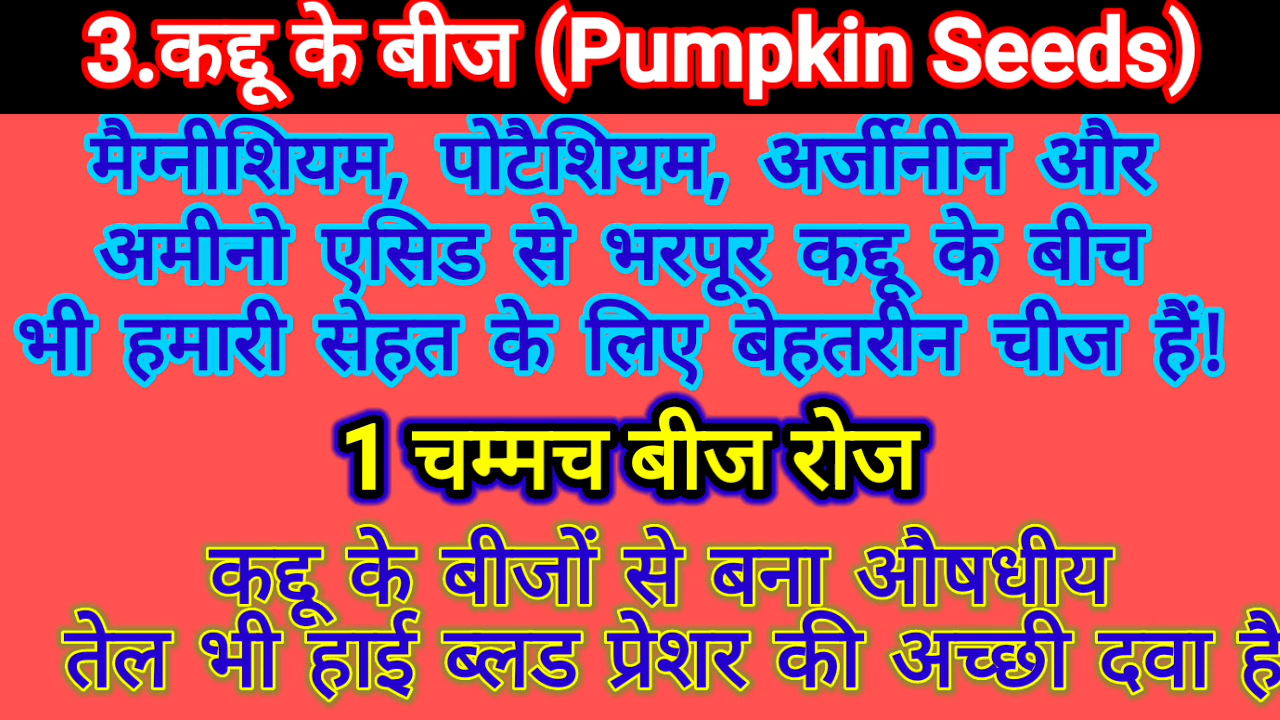 3.कद्दू के बीज (Pumpkin Seeds)
मैग्नीशियम, पोटैशियम, अर्जीनीन और
अमीनो एसिड से भरपूर कद्दू के बीच
भी हमारी सेहत के लिए बेहतरीन चीज हैं!
1 चम्मच बीज रोज
कद्दू के बीजों से बना औषधीय
तेल भी हाई ब्लड प्रेशर की अच्छी दवा है